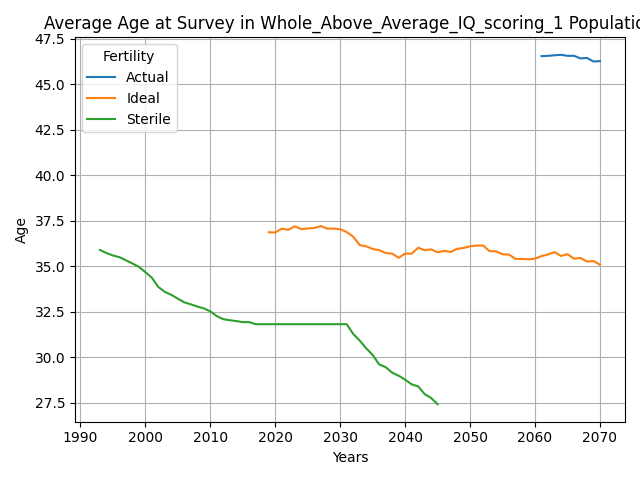 Average Age at Survey in Whole_Above_Average_IQ_scoring_1 Populati
47.5
45.0
42.5
40.0
37.5
35.0
32.5
30.0
27.5
Age
Fertility
Actual
Ideal
Sterile
1990 2000 2010 2020 2030 2040 2050 2060 2070
Years